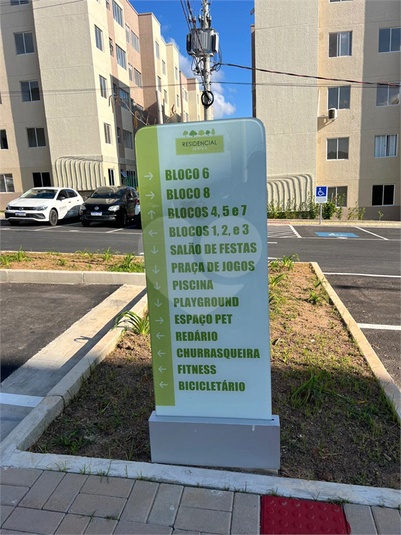 RESIDENCIAL
→ BLOCO 6
→ BLOCO 8
↑ BLOCOS 4, 5 e 7
↑ BLOCOS 1, 2, e 3
← SALÃO DE FESTAS
← PRAÇA DE JOGOS
↓ PISCINA
↓ PLAYGROUND
→ ESPAÇO PET
← REDÁRIO
← CHURRASQUEIRA
← FITNESS
← BICICLETÁRIO